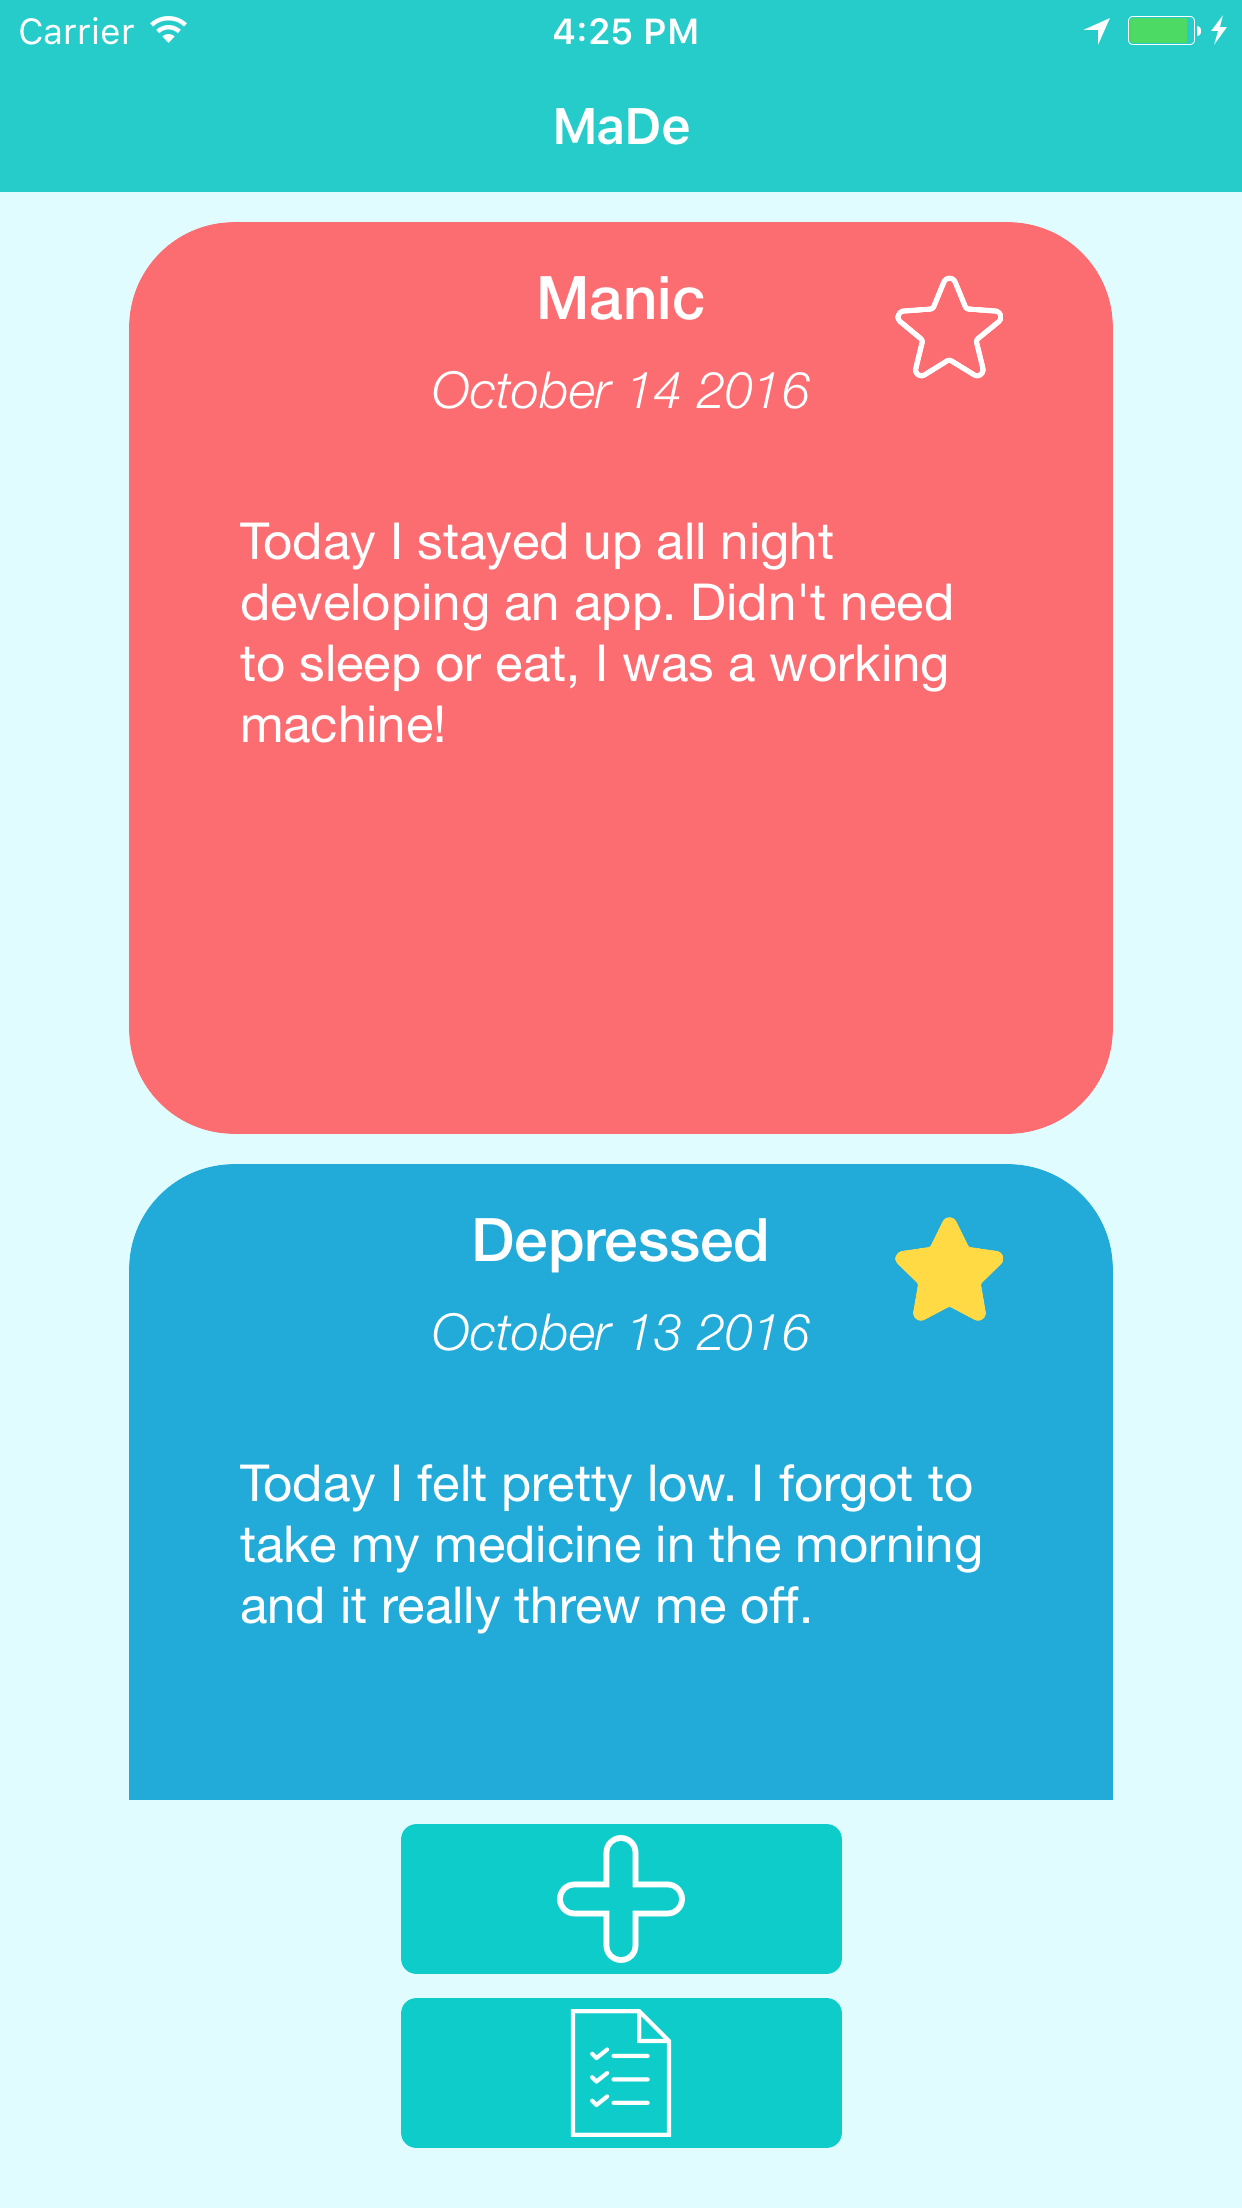 Carrier 4:25 PM
MaDe
Manic
October 14 2016
Today I stayed up all night
developing an app. Didn't need
to sleep or eat, I was a working
machine!
Depressed
October 13 2016
Today I felt pretty low. I forgot to
take my medicine in the morning
and it really threw me off.